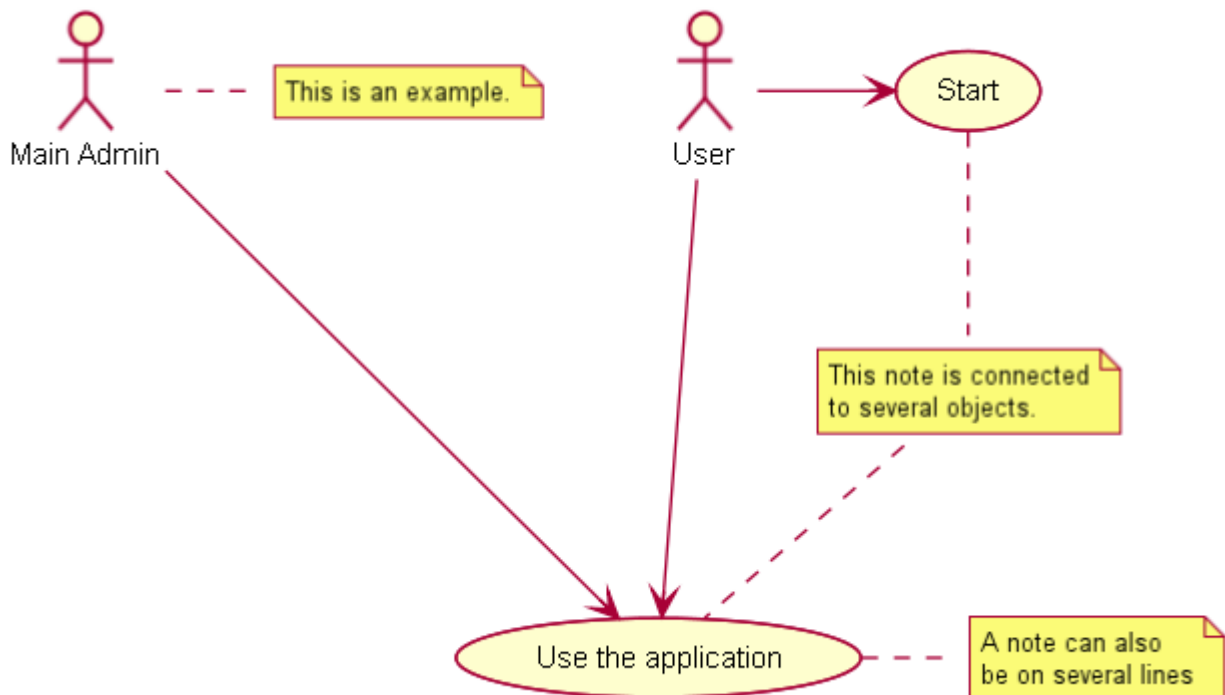 This is an example.
Start
Main Admin
User
This note is connected
to several objects.
Use the application
A note can also
be on several lines